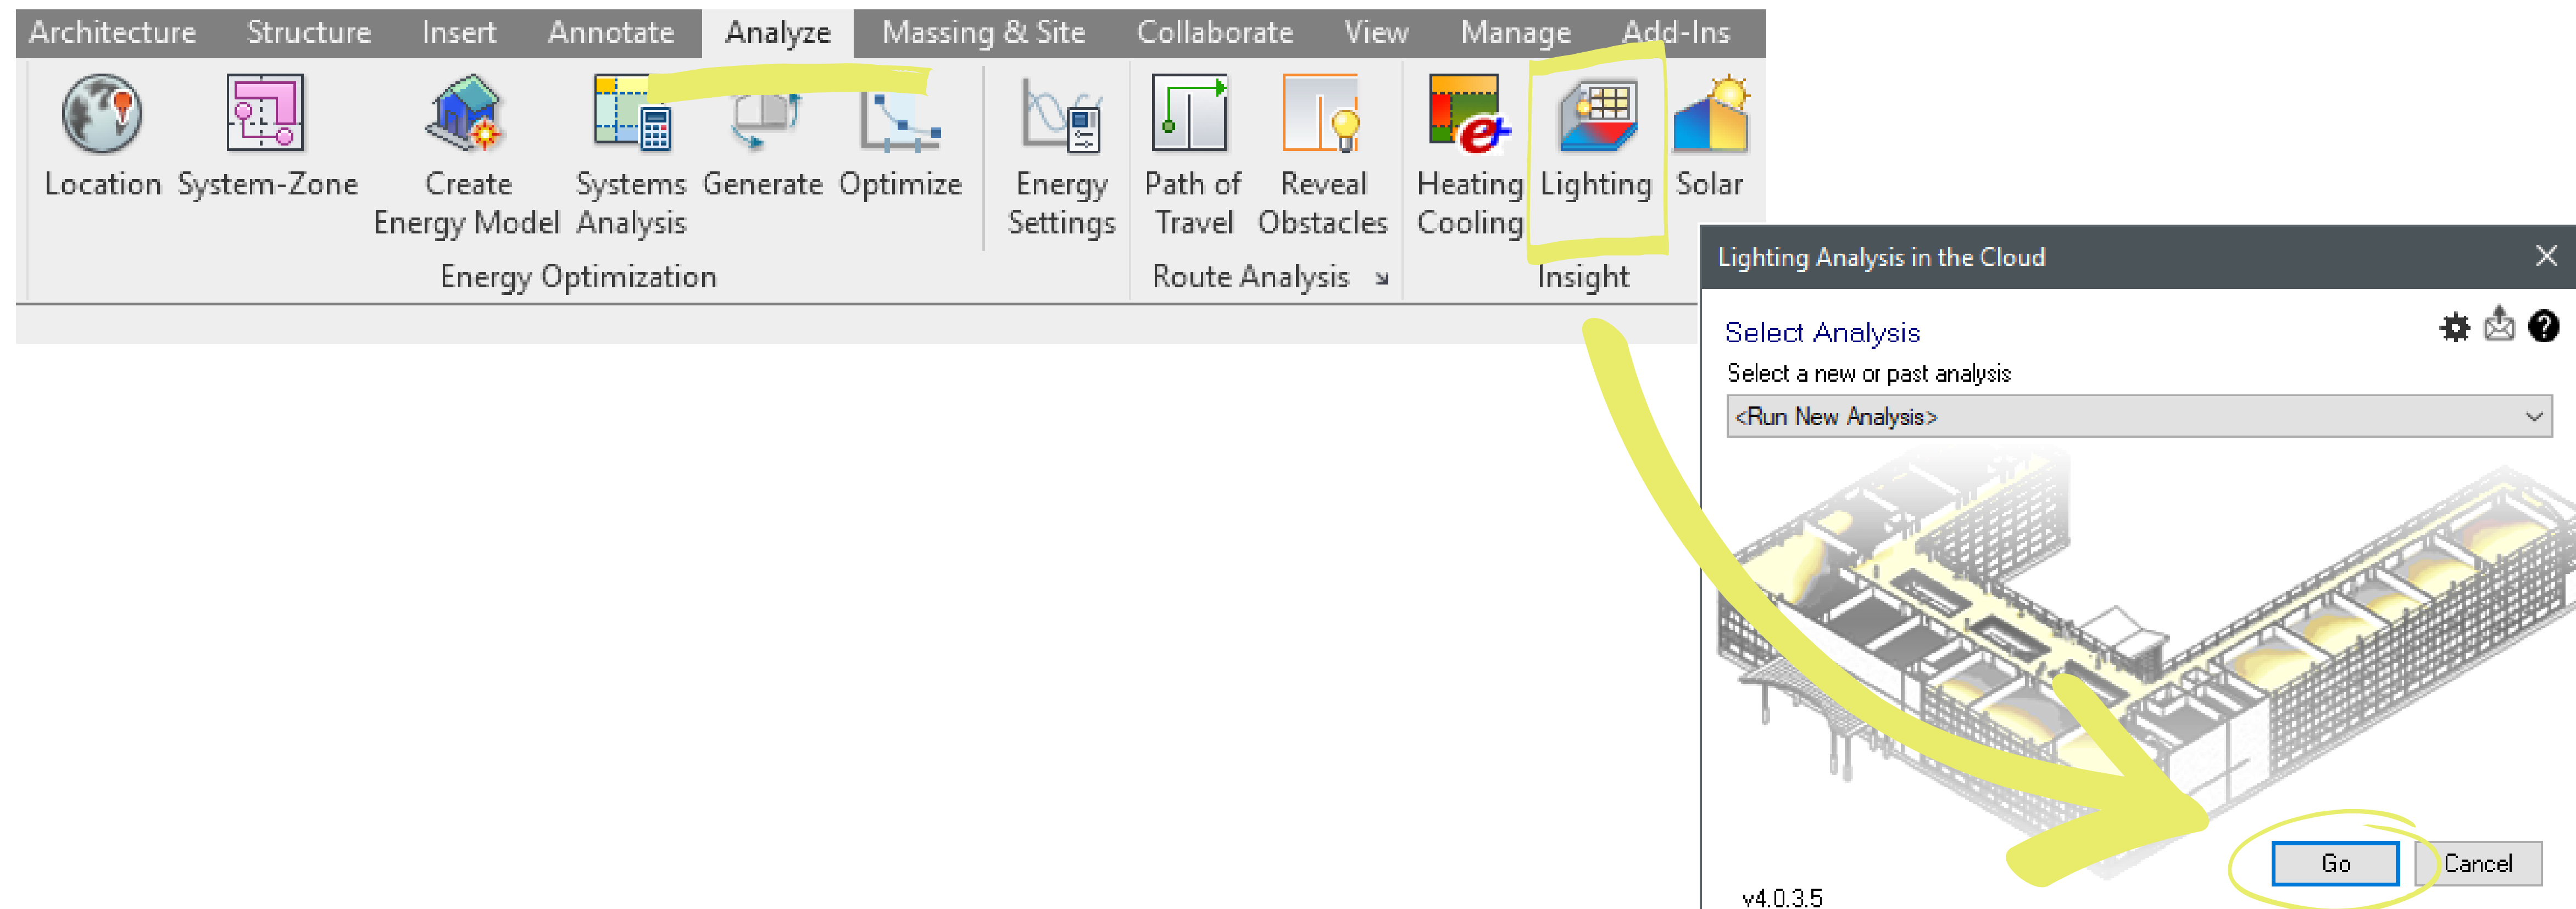 Architecture Structure Insert Annotate Analyze Massing & Site Collaborate View Manage Add-Ins
Location System-Zone Create Systems Generate Optimize Energy Path of Reveal Heating Lighting Solar
Energy Model Analysis Settings Travel Obstacles Cooling
Energy Optimization Route Analysis Insight
Lighting Analysis in the Cloud
Select Analysis
Select a new or past analysis
<Run New Analysis>
Go Cancel
v4.0.3.5